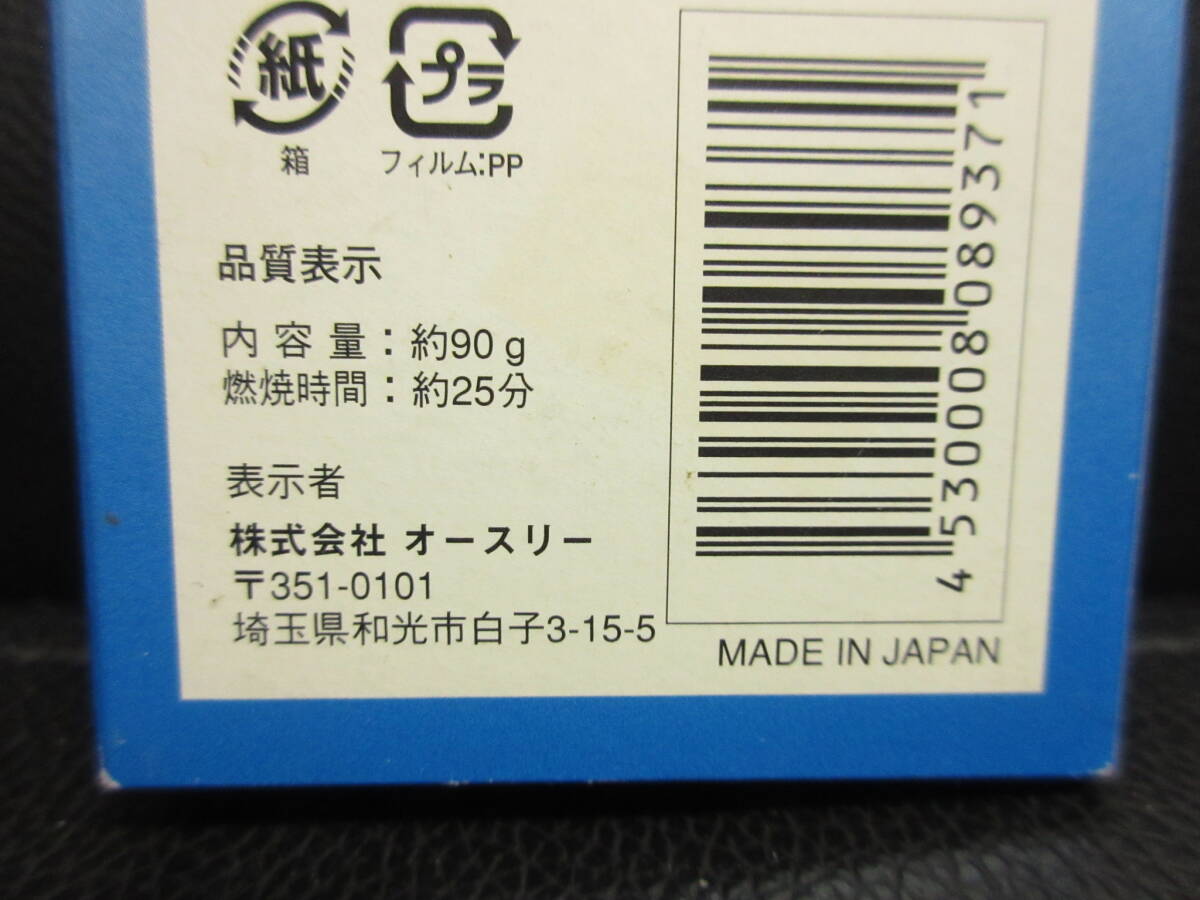 紙 プラ
箱 フィルム:PP
品質表示
内容量：約90g
燃焼時間：約25分
表示者
株式会社 オースリー
〒351-0101
埼玉県和光市白子3-15-5
4530008089371
MADE IN JAPAN